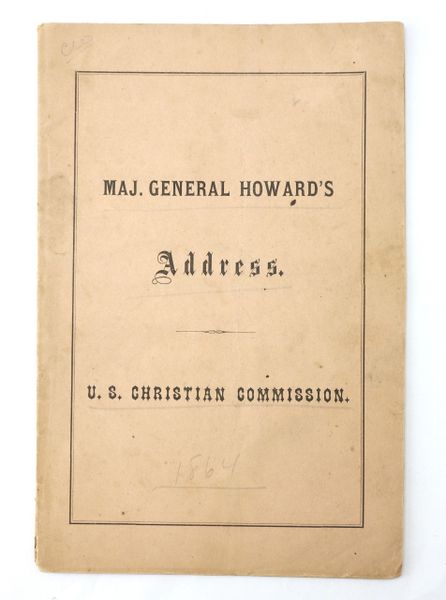 MAJ. GENERAL HOWARD'S
Address.
U. S. CHRISTIAN COMMISSION.
1864